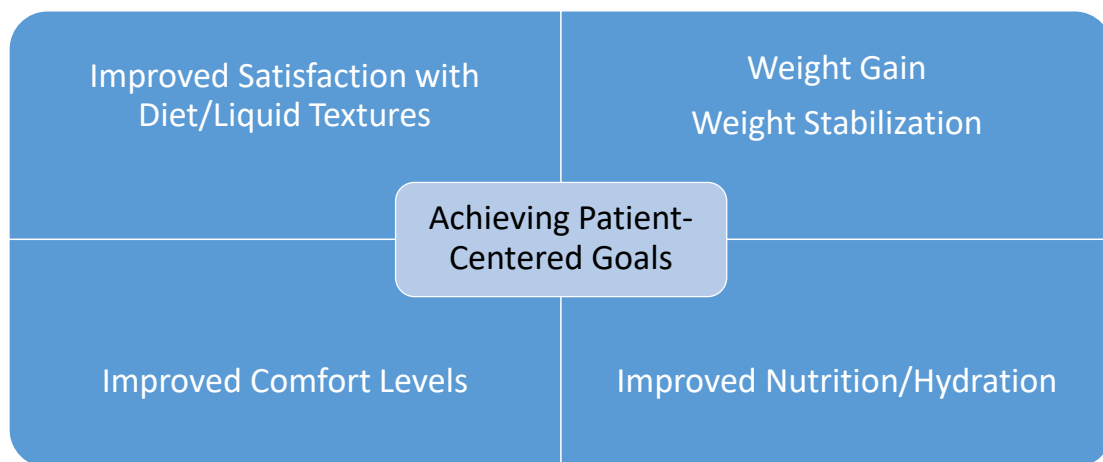 Improved Satisfaction with
Diet/Liquid Textures
Weight Gain
Weight Stabilization
Achieving Patient-
Centered Goals
Improved Comfort Levels
Improved Nutrition/Hydration